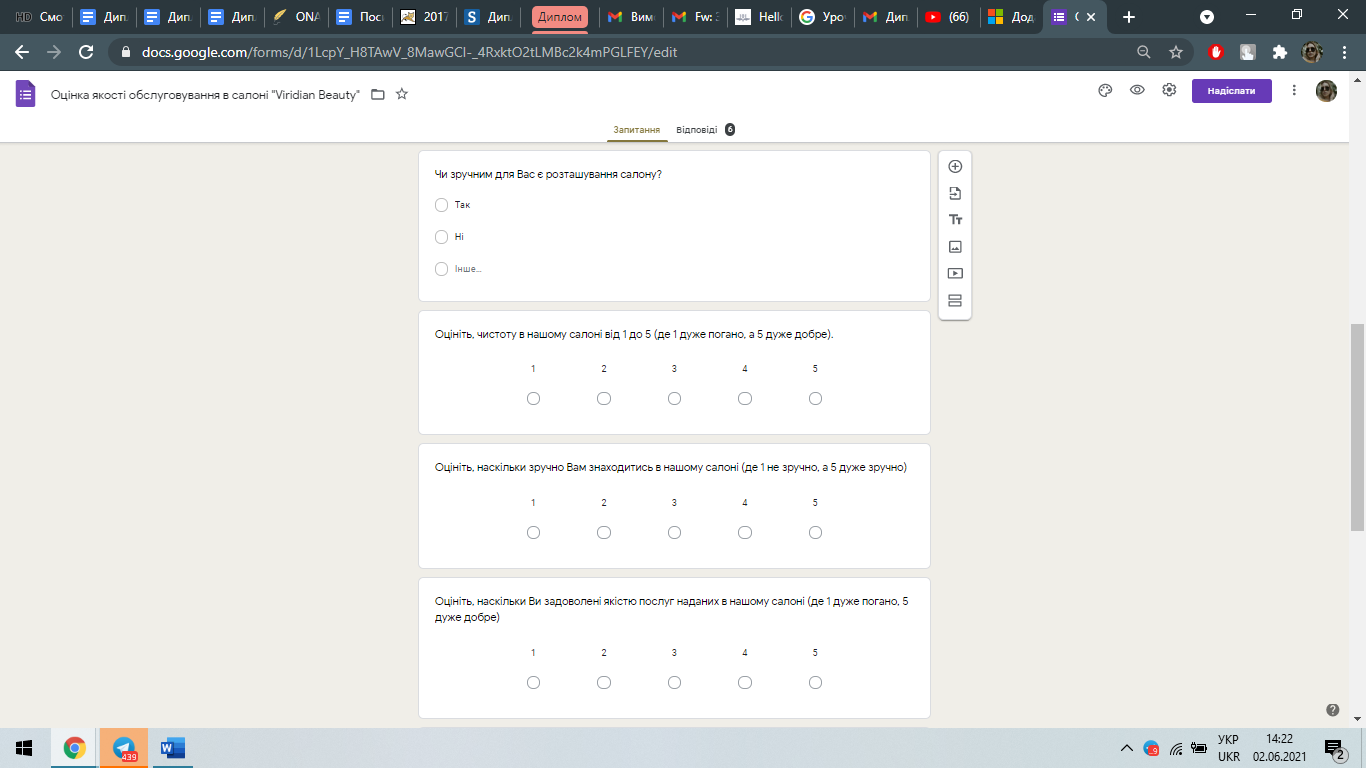 Смо Дип Дип Дип ONA Пос 2017 Дип Диплом Вим Fw: Hello Уро Дип (66) Дод
docs.google.com/forms/d/1LcpY_H8TAwV_8MawGCI-_4RxktO2tLMBc2k4mPGLFEY/edit
Оцінка якості обслуговування в салоні "Viridian Beauty"
Надіслати
Запитання Відповіді 6
Чи зручним для Вас є розташування салону?
Так
Ні
Інше...
Оцініть, чистоту в нашому салоні від 1 до 5 (де 1 дуже погано, а 5 дуже добре).
1 2 3 4 5
Оцініть, наскільки зручно Вам знаходитись в нашому салоні (де 1 не зручно, а 5 дуже зручно)
1 2 3 4 5
Оцініть, наскільки Ви задоволені якістю послуг наданих в нашому салоні (де 1 дуже погано, 5
дуже добре)
1 2 3 4 5
439
УКР 14:22
UKR 02.06.2021
2